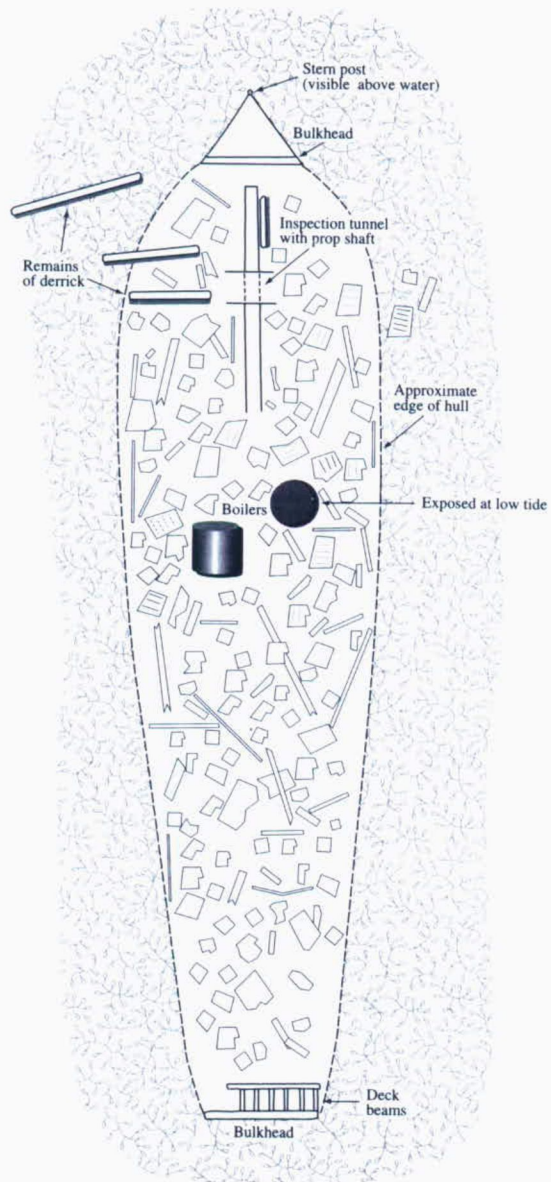 Stern post
(visible above water)
Bulkhead
Inspection tunnel
with prop shaft
Remains
of derrick
Approximate
edge of hull
Boilers
Exposed at low tide
Deck
beams
Bulkhead